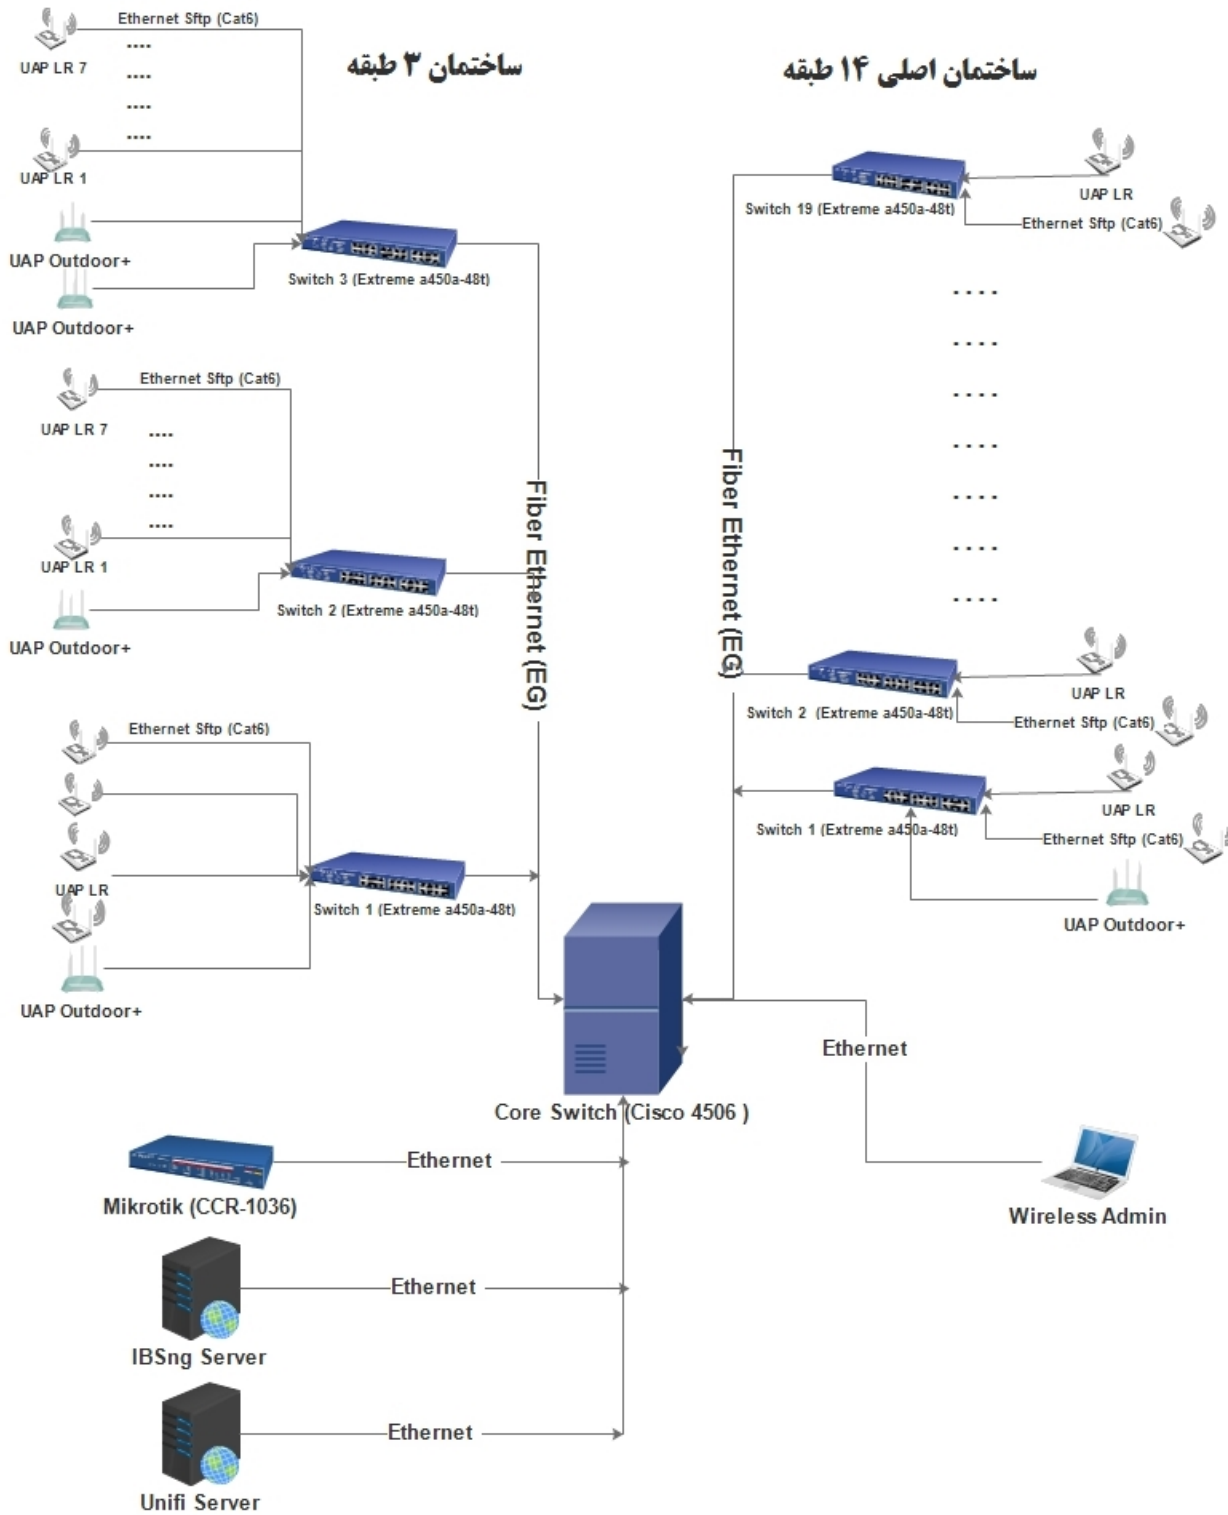 ساختمان ۳ طبقه
Ethernet Sftp (Cat6)
....
....
....
....
UAP LR 7
UAP LR 1
UAP Outdoor+
UAP Outdoor+
Switch 3 (Extreme a450a-48t)
Ethernet Sftp (Cat6)
UAP LR 7
....
....
....
....
UAP LR 1
UAP Outdoor+
Switch 2 (Extreme a450a-48t)
Ethernet Sftp (Cat6)
UAP LR
UAP Outdoor+
Switch 1 (Extreme a450a-48t)
Fiber Ethernet (EG)
ساختمان اصلی ۱۴ طبقه
UAP LR
Switch 19 (Extreme a450a-48t)
Ethernet Sftp (Cat6)
....
....
....
....
....
....
....
Fiber Ethernet (EG)
UAP LR
Switch 2 (Extreme a450a-48t)
Ethernet Sftp (Cat6)
UAP LR
Switch 1 (Extreme a450a-48t)
Ethernet Sftp (Cat6)
UAP Outdoor+
Core Switch (Cisco 4506 )
Ethernet
Wireless Admin
Ethernet
Mikrotik (CCR-1036)
Ethernet
IBSng Server
Ethernet
Unifi Server